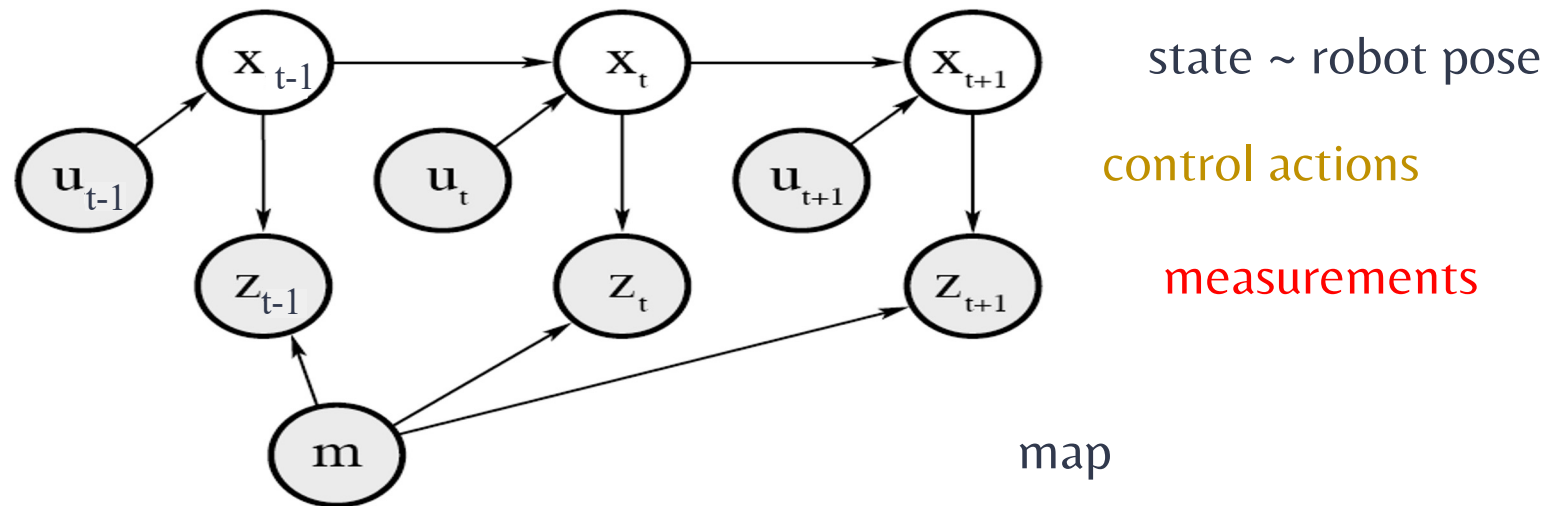 x t-1 x t x t+1 state ~ robot pose
u t-1 u t u t+1 control actions
z t-1 z t z t+1 measurements
m map